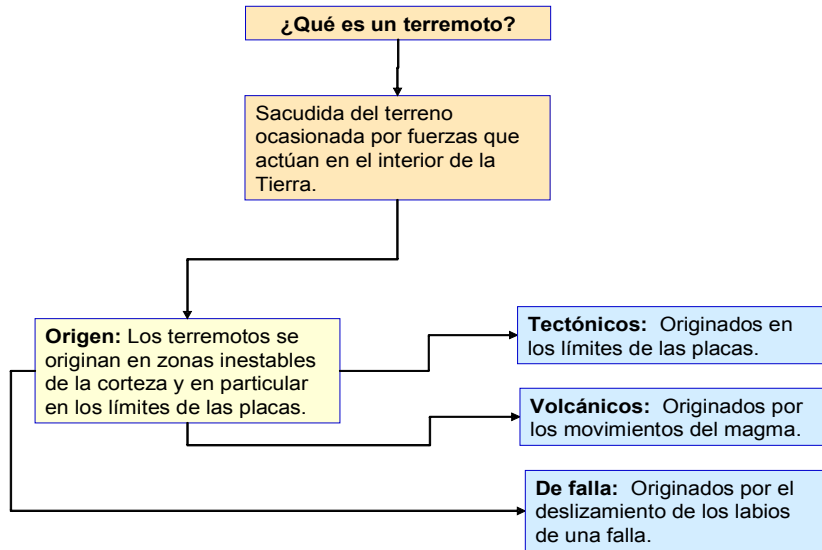 ¿Qué es un terremoto?
Sacudida del terreno
ocasionada por fuerzas que
actúan en el interior de la
Tierra.
Origen: Los terremotos se
originan en zonas inestables
de la corteza y en particular
en los límites de las placas.
Tectónicos: Originados en
los límites de las placas.
Volcánicos: Originados por
los movimientos del magma.
De falla: Originados por el
deslizamiento de los labios
de una falla.